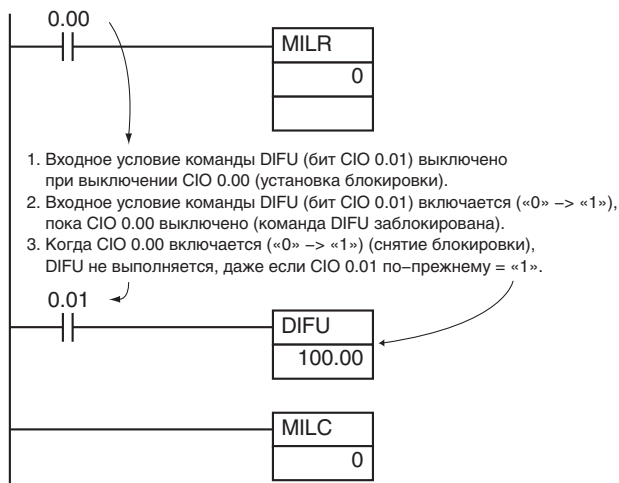 0.00
MILR
0
1. Входное условие команды DIFU (бит CIO 0.01) выключено
при выключении CIO 0.00 (установка блокировки).
2. Входное условие команды DIFU (бит CIO 0.01) включается («0» –> «1»),
пока CIO 0.00 выключено (команда DIFU заблокирована).
3. Когда CIO 0.00 включается («0» –> «1») (снятие блокировки),
DIFU не выполняется, даже если CIO 0.01 по–прежнему = «1».
0.01
DIFU
100.00
MILC
0